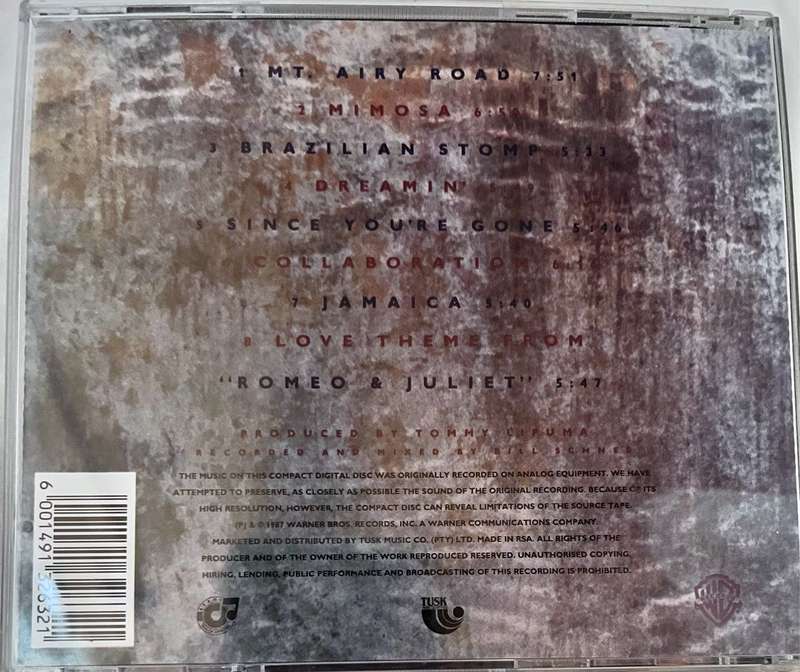 1 MT. AIRY ROAD 7:51
2 MIMOSA
3 BRAZILIAN STOMP 5:33
4 DREAMIN'
5 SINCE YOU'RE GONE 5:46
COLLABORATION
7 JAMAICA 5:40
8 LOVE THEME FROM
"ROMEO & JULIET" 5:47
PRODUCED BY TOMMY LIPUMA
RECORDED AND MIXED BY BILL SCHNEE
THE MUSIC ON THIS COMPACT DIGITAL DISC WAS ORIGINALLY RECORDED ON ANALOG EQUIPMENT. WE HAVE
ATTEMPTED TO PRESERVE, AS CLOSELY AS POSSIBLE THE SOUND OF THE ORIGINAL RECORDING. BECAUSE OF ITS
HIGH RESOLUTION, HOWEVER, THE COMPACT DISC CAN REVEAL LIMITATIONS OF THE SOURCE TAPE.
(P) & © 1987 WARNER BROS. RECORDS, INC. A WARNER COMMUNICATIONS COMPANY.
MARKETED AND DISTRIBUTED BY TUSK MUSIC CO. (PTY) LTD. MADE IN RSA. ALL RIGHTS OF THE
PRODUCER AND OF THE OWNER OF THE WORK REPRODUCED RESERVED. UNAUTHORISED COPYING,
HIRING, LENDING, PUBLIC PERFORMANCE AND BROADCASTING OF THIS RECORDING IS PROHIBITED.
TUSK